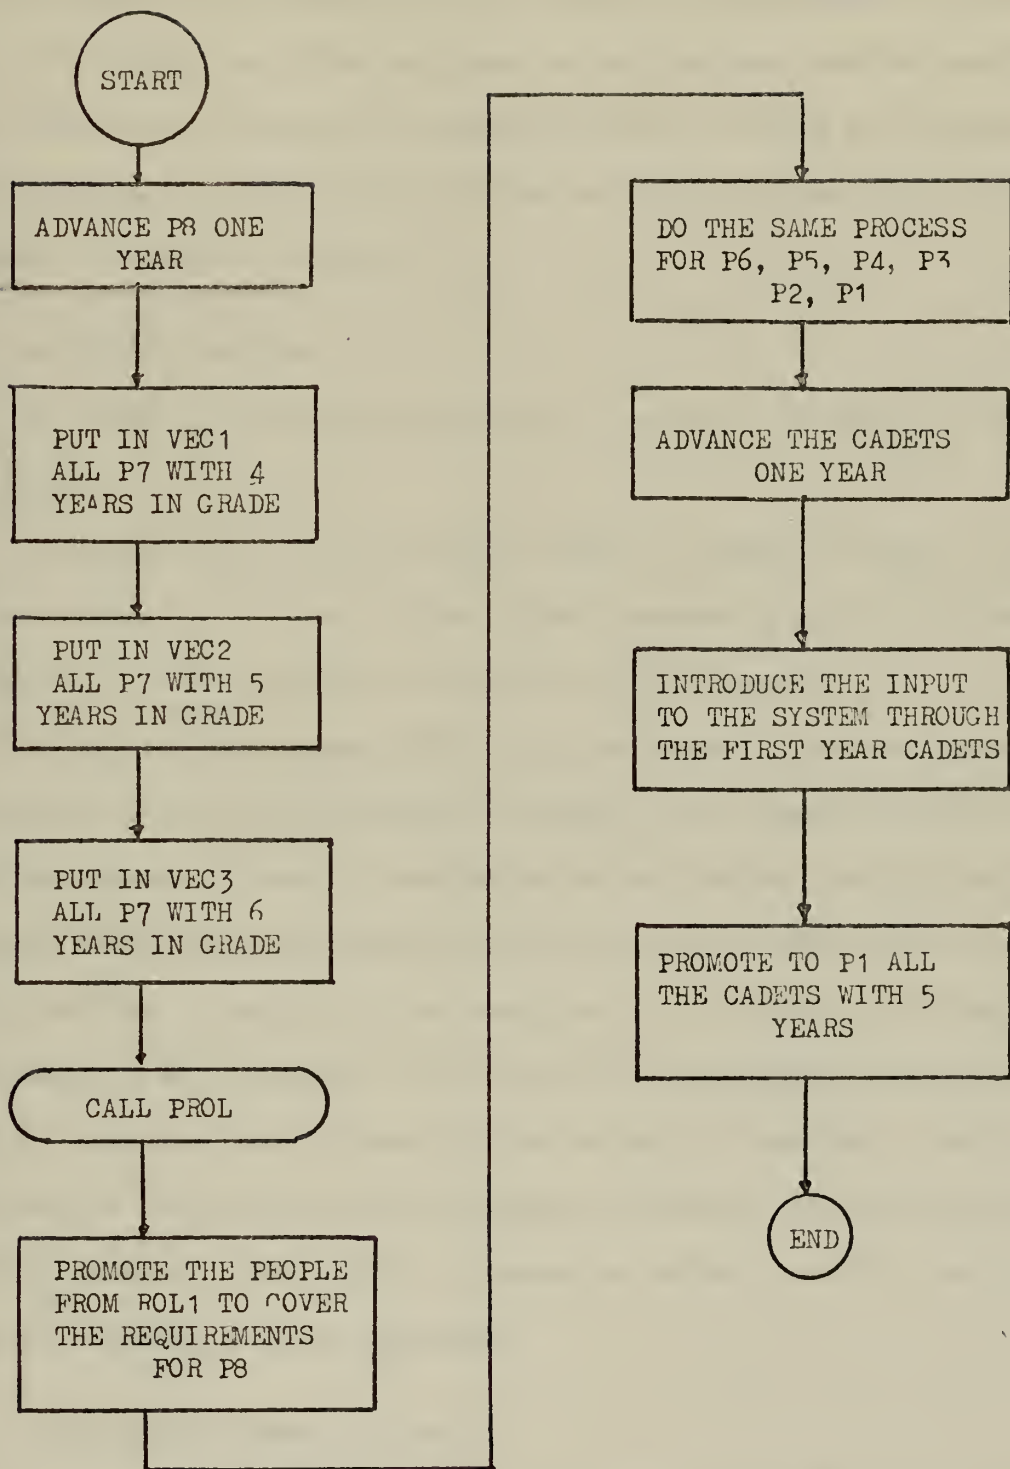 START
ADVANCE P8 ONE
YEAR
PUT IN VEC1
ALL P7 WITH 4
YEARS IN GRADE
PUT IN VEC2
ALL P7 WITH 5
YEARS IN GRADE
PUT IN VEC3
ALL P7 WITH 6
YEARS IN GRADE
CALL PROL
PROMOTE THE PEOPLE
FROM ROL1 TO COVER
THE REQUIREMENTS
FOR P8
DO THE SAME PROCESS
FOR P6, P5, P4, P3
P2, P1
ADVANCE THE CADETS
ONE YEAR
INTRODUCE THE INPUT
TO THE SYSTEM THROUGH
THE FIRST YEAR CADETS
PROMOTE TO P1 ALL
THE CADETS WITH 5
YEARS
END